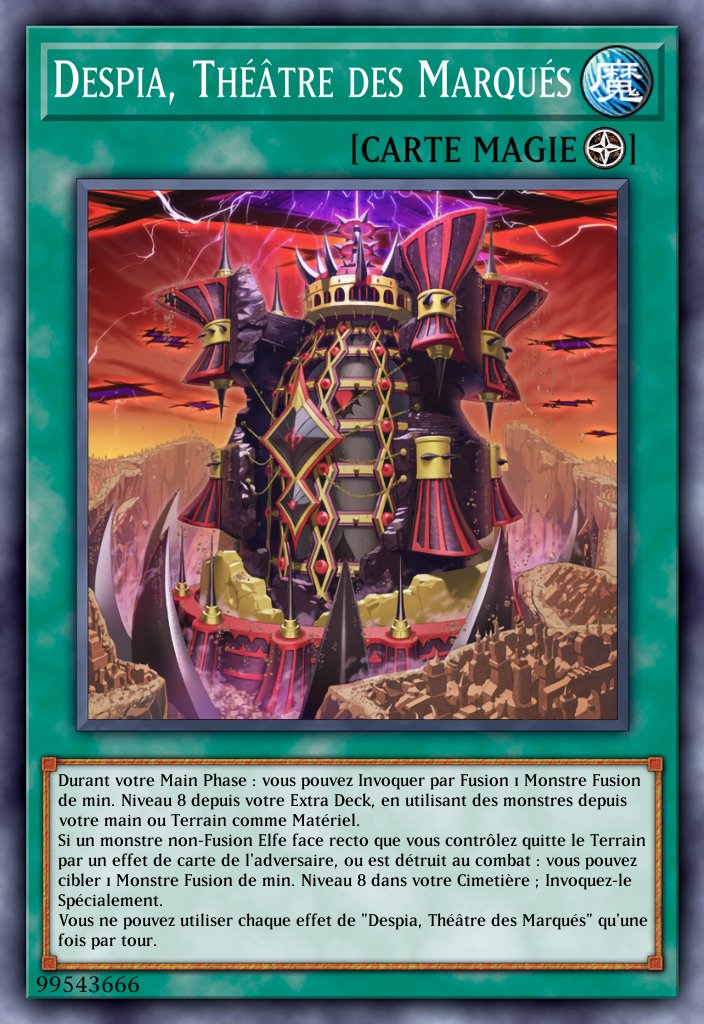 Despia, Théâtre des Marqués 魔
[CARTE MAGIE]
Durant votre Main Phase : vous pouvez Invoquer par Fusion 1 Monstre Fusion
de min. Niveau 8 depuis votre Extra Deck, en utilisant des monstres depuis
votre main ou Terrain comme Matériel.
Si un monstre non-Fusion Elfe face recto que vous contrôlez quitte le Terrain
par un effet de carte de l'adversaire, ou est détruit au combat : vous pouvez
cibler 1 Monstre Fusion de min. Niveau 8 dans votre Cimetière ; Invoquez-le
Spécialement.
Vous ne pouvez utiliser chaque effet de "Despia, Théâtre des Marqués" qu'une
fois par tour.
99543666